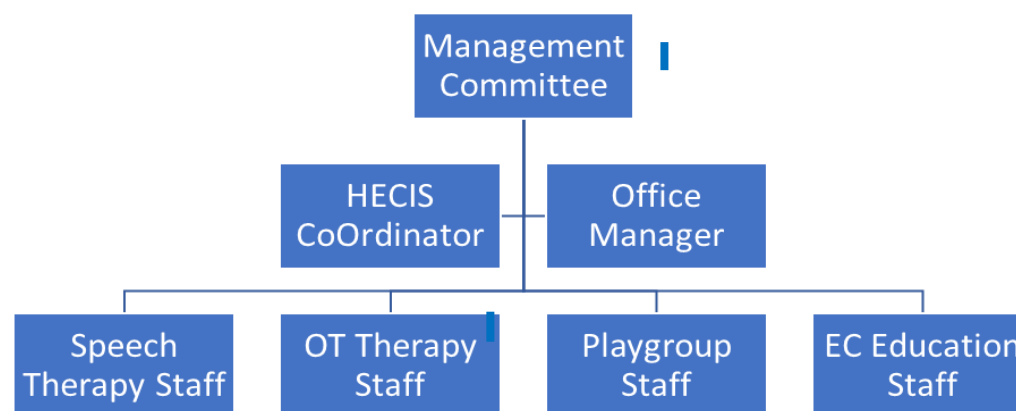 Management
Committee
HECIS
CoOrdinator
Office
Manager
Speech
Therapy Staff
OT Therapy
Staff
Playgroup
Staff
EC Education
Staff